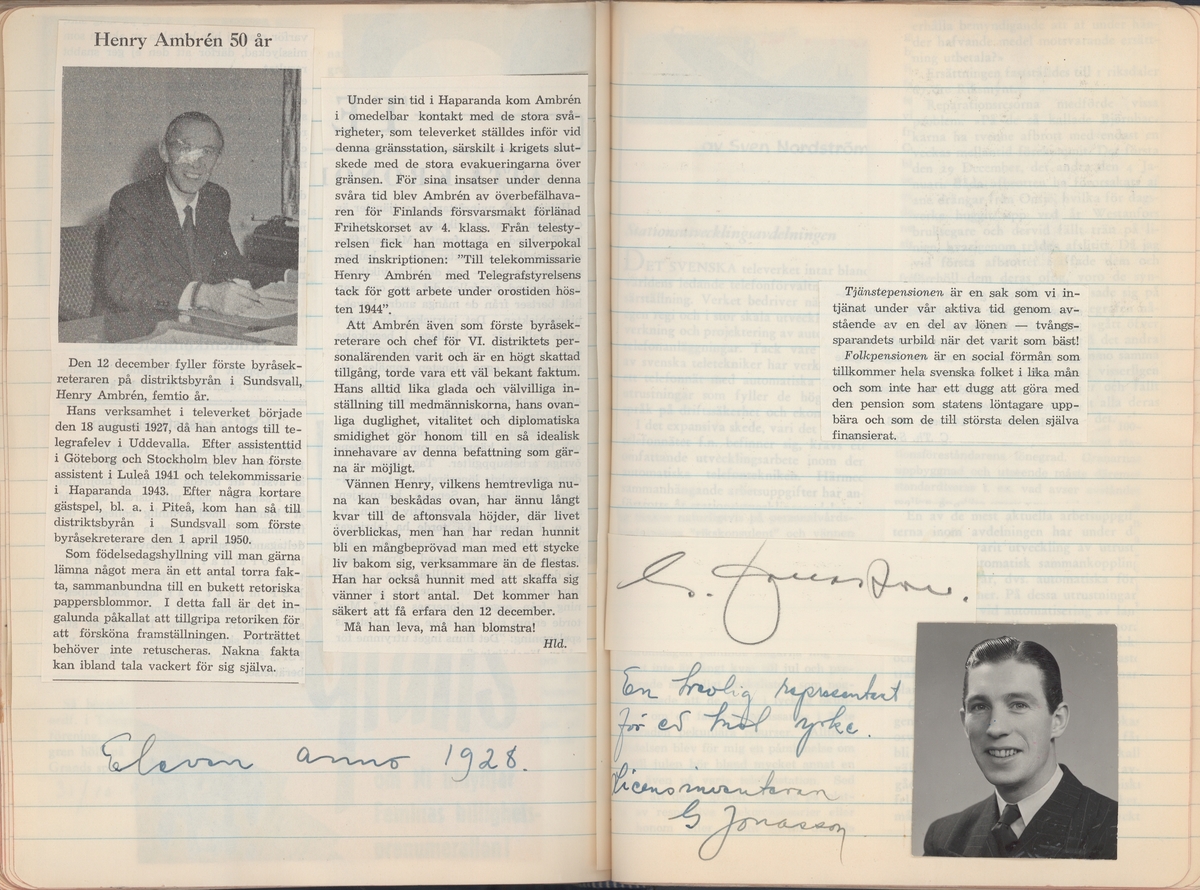 Henry Ambrén 50 år
Den 12 december fyller förste byråsek-
reteraren på distriktsbyrån i Sundsvall,
Henry Ambrén, femtio år.
Hans verksamhet i televerket började
den 18 augusti 1927, då han antogs till te-
legrafelev i Uddevalla. Efter assistenttid
i Göteborg och Stockholm blev han förste
assistent i Luleå 1941 och telekommissarie
i Haparanda 1943. Efter några kortare
gästspel, bl. a. i Piteå, kom han så till
distriktsbyrån i Sundsvall som förste
byråsekreterare den 1 april 1950.
Som födelsedagshyllning vill man gärna
lämna något mera än ett antal torra fak-
ta, sammanbundna till en bukett retoriska
pappersblommor. I detta fall är det in-
galunda påkallat att tillgripa retoriken för
att försköna framställningen. Porträttet
behöver inte retuscheras. Nakna fakta
kan ibland tala vackert för sig själva.
Under sin tid i Haparanda kom Ambrén
i omedelbar kontakt med de stora svå-
righeter, som televerket ställdes inför vid
denna gränsstation, särskilt i krigets slut-
skede med de stora evakueringarna över
gränsen. För sina insatser under denna
svåra tid blev Ambrén av överbefälhava-
ren för Finlands försvarsmakt förlänad
Frihetskorset av 4. klass. Från telesty-
relsen fick han mottaga en silverpokal
med inskriptionen: ”Till telekommissarie
Henry Ambrén med Telegrafstyrelsens
tack för gott arbete under orostiden hös-
ten 1944”.
Att Ambrén även som förste byråsek-
reterare och chef för VI. distriktets per-
sonalärenden varit och är en högt skattad
tillgång, torde vara ett väl bekant faktum.
Hans alltid lika glada och välvilliga in-
ställning till medmänniskorna, hans ovan-
liga duglighet, vitalitet och diplomatiska
smidighet gör honom till en så idealisk
innehavare av denna befattning som gär-
na är möjligt.
Vännen Henry, vilkens hemtrevliga nu-
na kan beskådas ovan, har ännu långt
kvar till de aftonsvala höjder, där livet
överblickas, men han har redan hunnit
bli en mångbeprövad man med ett stycke
liv bakom sig, verksammare än de flestas.
Han har också hunnit med att skaffa sig
vänner i stort antal. Det kommer han
säkert att få erfara den 12 december.
Må han leva, må han blomstra!
Hld.
Eleven anno 1928.
Tjänstepensionen är en sak som vi in-
tjänat under vår aktiva tid genom av-
stående av en del av lönen — tvångs-
sparandets urbild när det varit som bäst!
Folkpensionen är en social förmån som
tillkommer hela svenska folket i lika mån
och som inte har ett dugg att göra med
den pension som statens löntagare upp-
bära och som de till största delen själva
finansierat.
G. Jonasson.
En trevlig representant
för ed yrke.
Licensinventeraren
G Jonasson